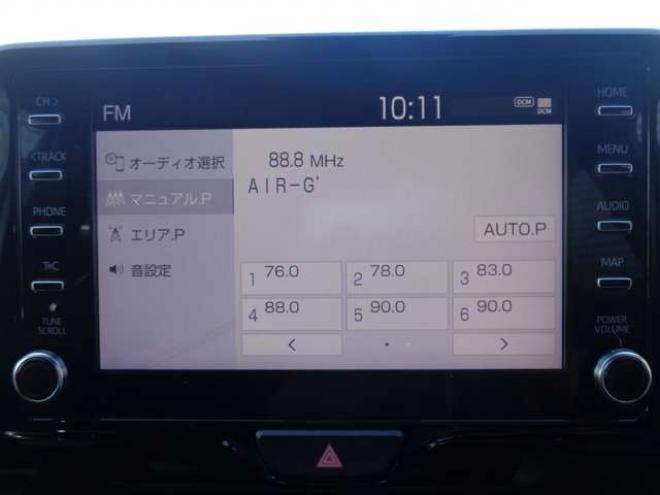 CH >
< TRACK
PHONE
T&C
TUNE
SCROLL
FM
10:11
DCM
DCM
オーディオ選択
マニュアル.P
エリア.P
音設定
88.8 MHz
AIR-G'
AUTO.P
1 76.0
2 78.0
3 83.0
4 88.0
5 90.0
6 90.0
<
>
HOME
MENU
AUDIO
MAP
POWER
VOLUME